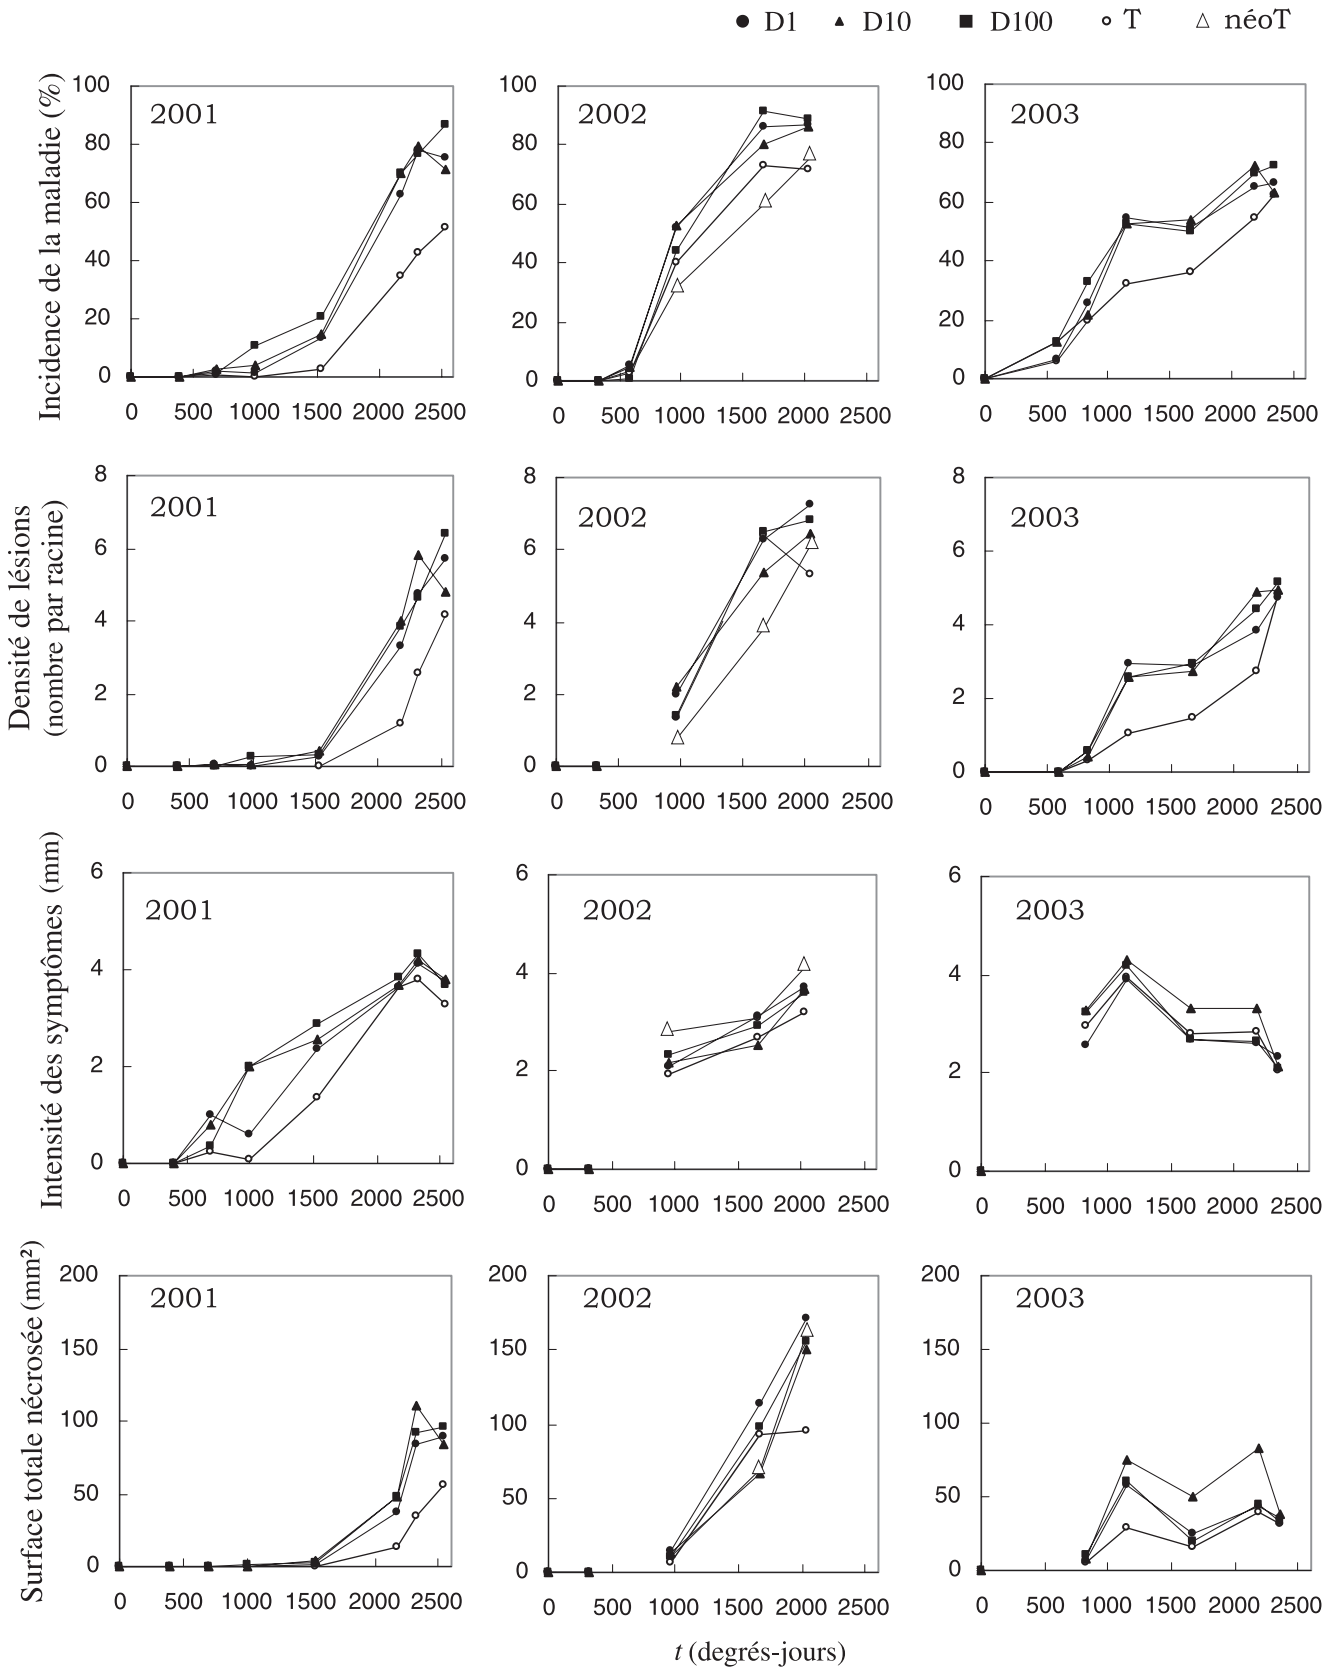 D1 D10 D100 T néoT
Incidence de la maladie (%)
100 80 60 40 20 0
2001
0 500 1000 1500 2000 2500
100 80 60 40 20 0
2002
0 500 1000 1500 2000 2500
100 80 60 40 20 0
2003
0 500 1000 1500 2000 2500
Densité de lésions
(nombre par racine)
8 6 4 2 0
2001
0 500 1000 1500 2000 2500
8 6 4 2 0
2002
0 500 1000 1500 2000 2500
8 6 4 2 0
2003
0 500 1000 1500 2000 2500
Intensité des symptômes (mm)
6 4 2 0
2001
0 500 1000 1500 2000 2500
6 4 2 0
2002
0 500 1000 1500 2000 2500
6 4 2 0
2003
0 500 1000 1500 2000 2500
Surface totale nécrosée (mm²)
200 150 100 50 0
2001
0 500 1000 1500 2000 2500
200 150 100 50 0
2002
0 500 1000 1500 2000 2500
200 150 100 50 0
2003
0 500 1000 1500 2000 2500
t (degrés-jours)